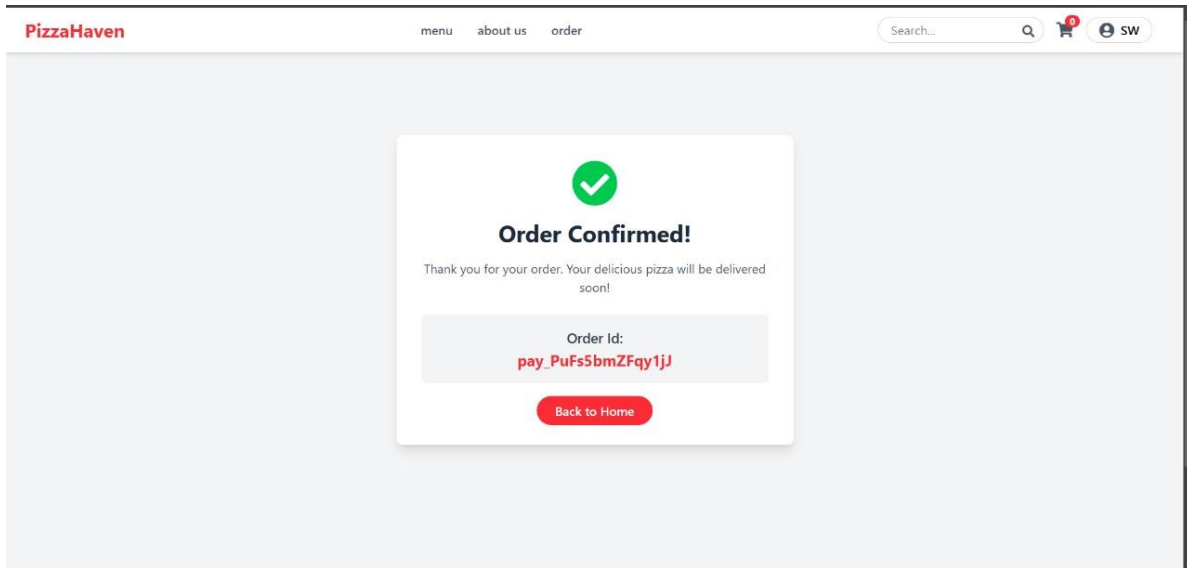 PizzaHaven
menu about us order
Search...
0
SW
Order Confirmed!
Thank you for your order. Your delicious pizza will be delivered
soon!
Order Id:
pay_PuFs5bmZFqy1jJ
Back to Home